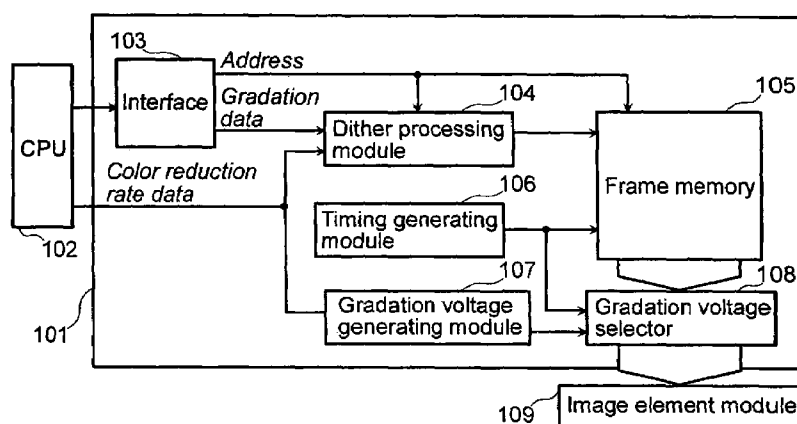 103
Address
Interface
Gradation
data
104
105
CPU
Dither processing
module
Color reduction
rate data
Frame memory
106
Timing generating
module
102
107
108
101
Gradation voltage
generating module
Gradation voltage
selector
109
Image element module